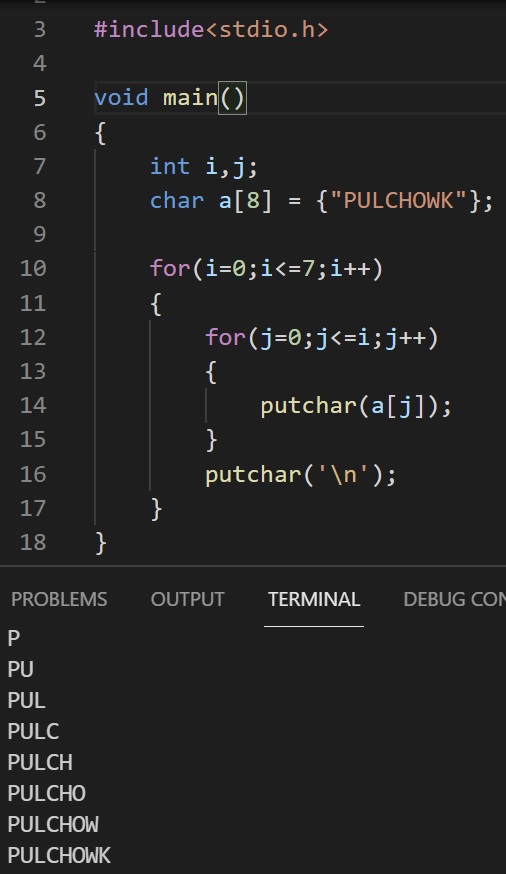 3 #include<stdio.h>
4
5 void main()
6 {
7 int i,j;
8 char a[8] = {"PULCHOWK"};
9
10 for(i=0;i<=7;i++)
11 {
12 for(j=0;j<=i;j++)
13 {
14 putchar(a[j]);
15 }
16 putchar('\n');
17 }
18 }
PROBLEMS OUTPUT TERMINAL DEBUG CON
P
PU
PUL
PULC
PULCH
PULCHO
PULCHOW
PULCHOWK